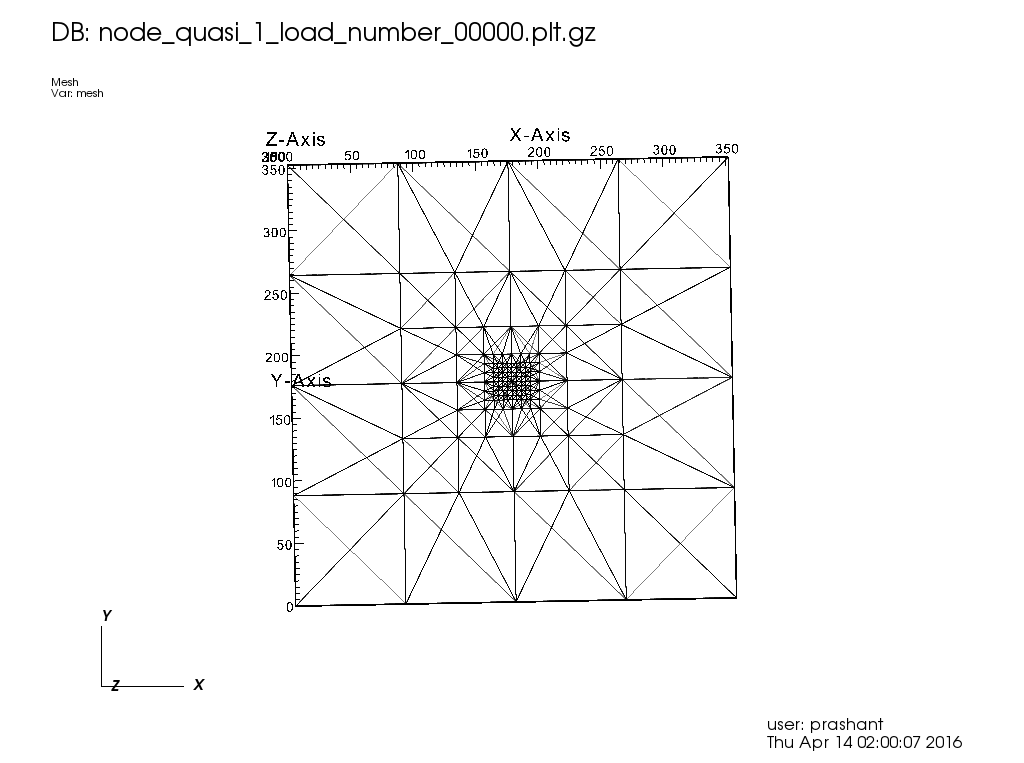 DB: node_quasi_1_load_number_00000.plt.gz
Mesh
Var: mesh
Z-Axis
X-Axis
50 100 150 200 250 300 350
350
300
250
200
Y-Axis
150
100
50
0
Y
Z
X
user: prashant
Thu Apr 14 02:00:07 2016